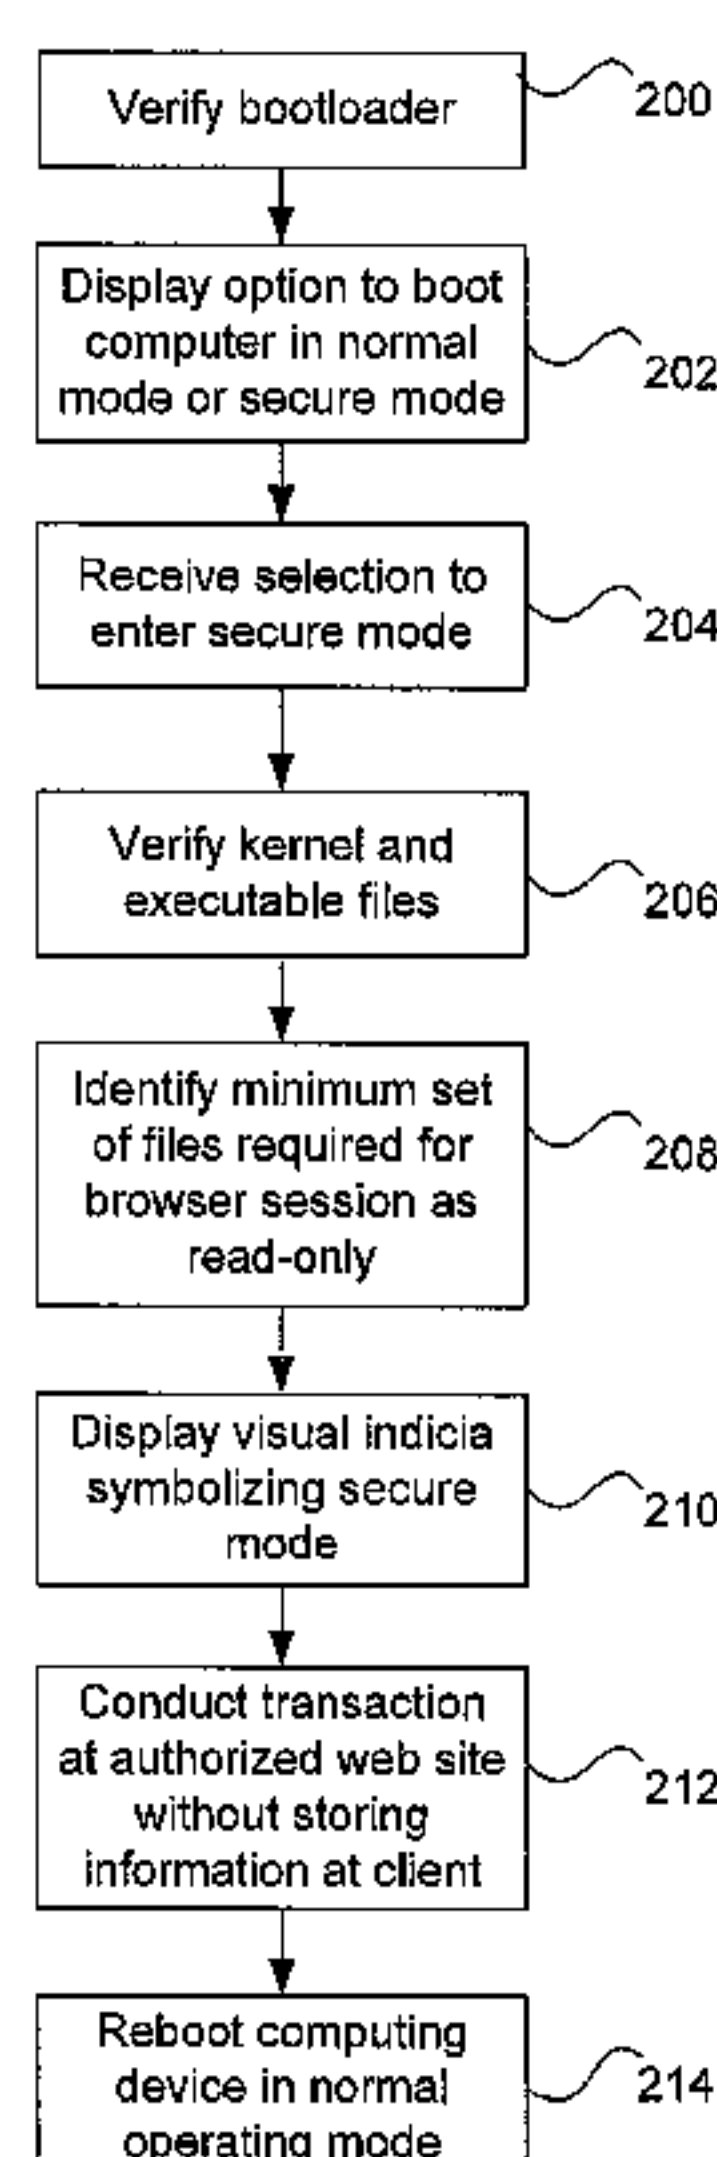 Verify bootloader
200
Display option to boot
computer in normal
mode or secure mode
202
Receive selection to
enter secure mode
204
Verify kernel and
executable files
206
Identify minimum set
of files required for
browser session as
read-only
208
Display visual indicia
symbolizing secure
mode
210
Conduct transaction
at authorized web site
without storing
information at client
212
Reboot computing
device in normal
operating mode
214